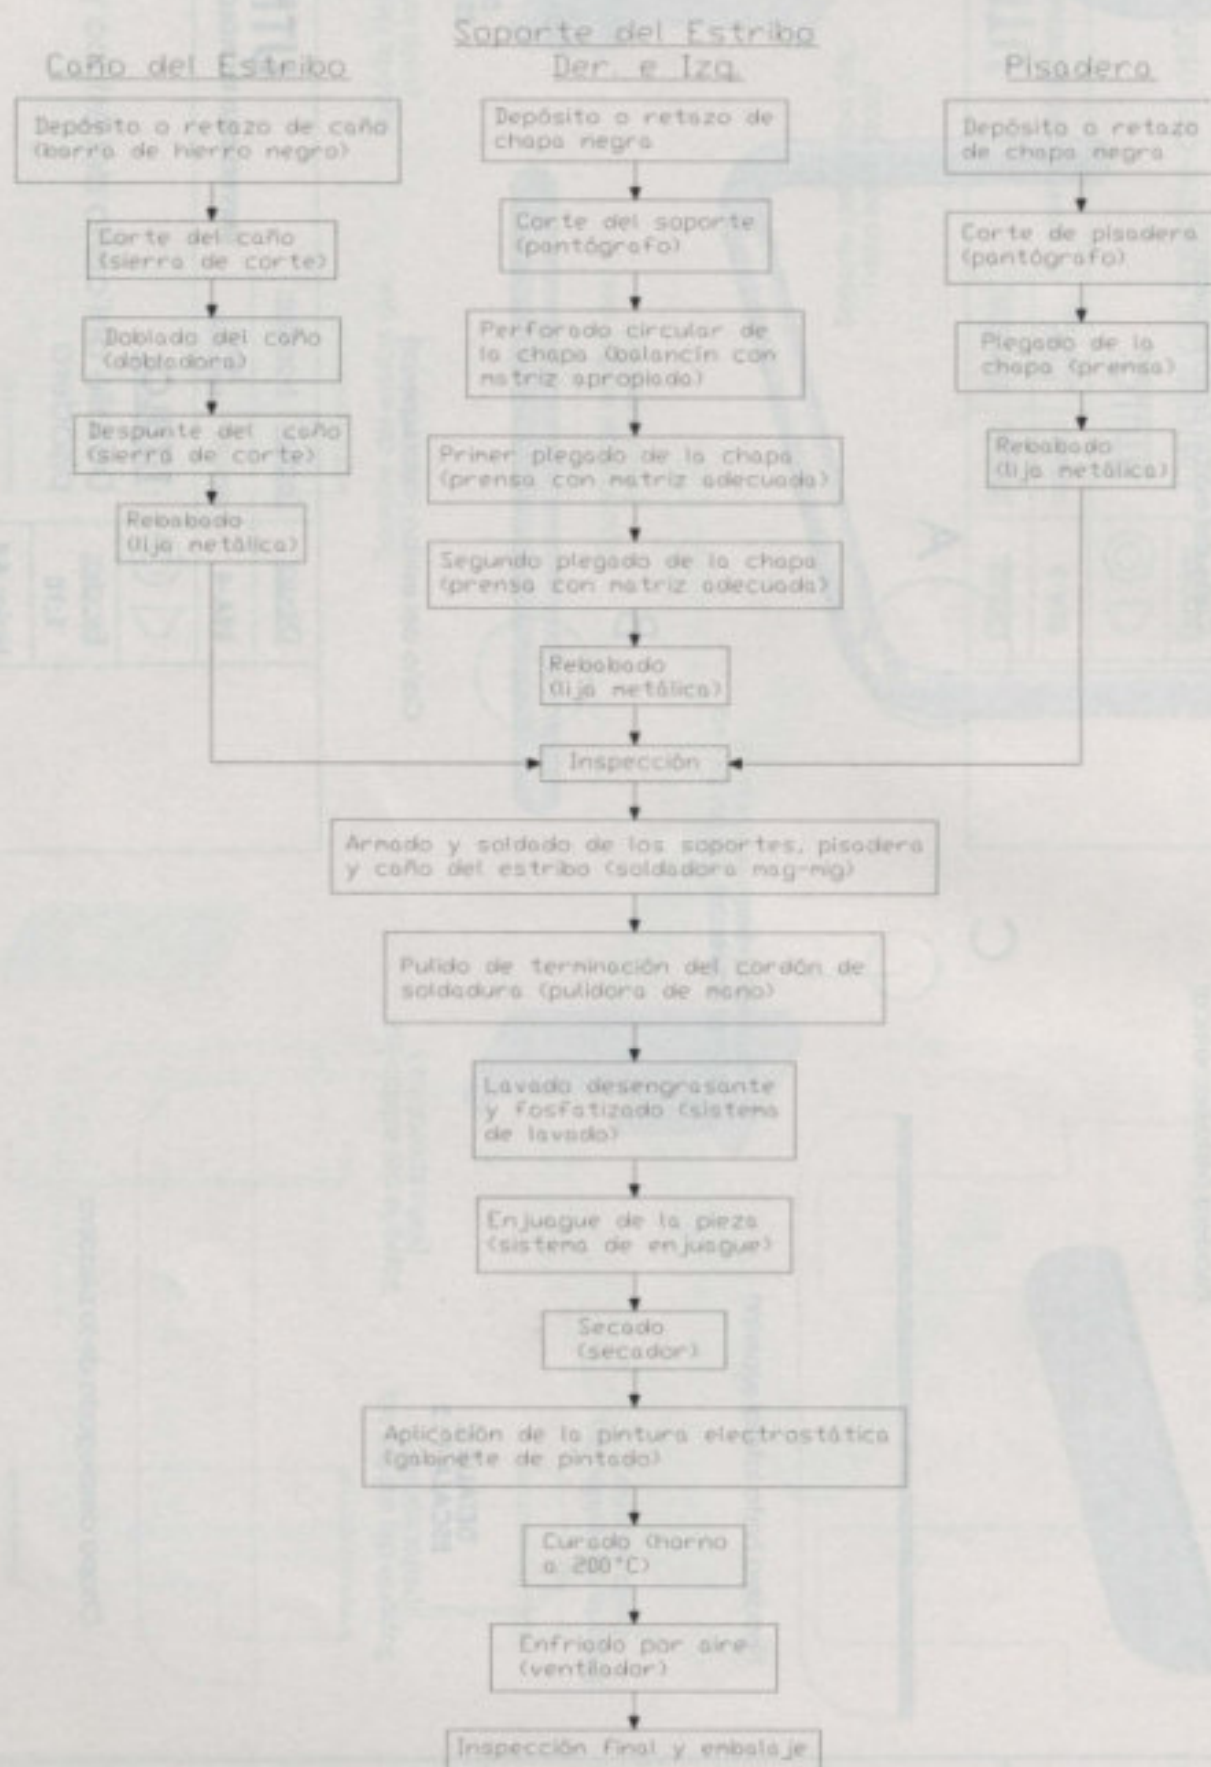 Caño del Estribo
Depósito o retazo de caño
(barra de hierro negro)
Corte del caño
(sierra de corte)
Doblado del caño
(dobladora)
Despunte del caño
(sierra de corte)
Rebabado
(lija metálica)
Soporte del Estribo
Der. e Izq.
Depósito o retazo de
chapa negra
Corte del soporte
(pantógrafo)
Perforado circular de
la chapa (balancín con
matriz apropiada)
Primer plegado de la chapa
(prensa con matriz adecuada)
Segundo plegado de la chapa
(prensa con matriz adecuada)
Rebabado
(lija metálica)
Pisadera
Depósito o retazo
de chapa negra
Corte de pisadera
(pantógrafo)
Plegado de la
chapa (prensa)
Rebabado
(lija metálica)
Inspección
Armado y soldado de los soportes, pisadera
y caño del estribo (soldadora mag-mig)
Pulido de terminación del cordón de
soldadura (pulidora de mano)
Lavado desengrasante
y fosfatizado (sistema
de lavado)
Enjuague de la pieza
(sistema de enjuague)
Secado
(secador)
Aplicación de la pintura electrostática
(gabinete de pintado)
Curado (horno
a 200°C)
Enfriado por aire
(ventilador)
Inspección final y embalaje